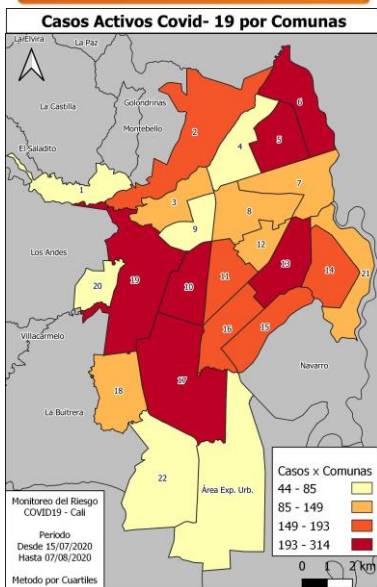 Casos Activos Covid- 19 por Comunas
La Elvira
La Paz
La Castilla
Golondrinas
Montebello
El Saladito
6
2
5
4
1
7
3
8
9
12
Los Andes
13
14
21
11
19
10
20
16
15
Villacarmelo
Navarro
17
18
La Buitrera
22
Área Exp. Urb.
Casos x Comunas
44 - 85
85 - 149
149 - 193
193 - 314
0 1 2 km
Monitoreo del Riesgo
COVID19 - Cali
Periodo
Desde 15/07/2020
Hasta 07/08/2020
Metodo por Cuartiles